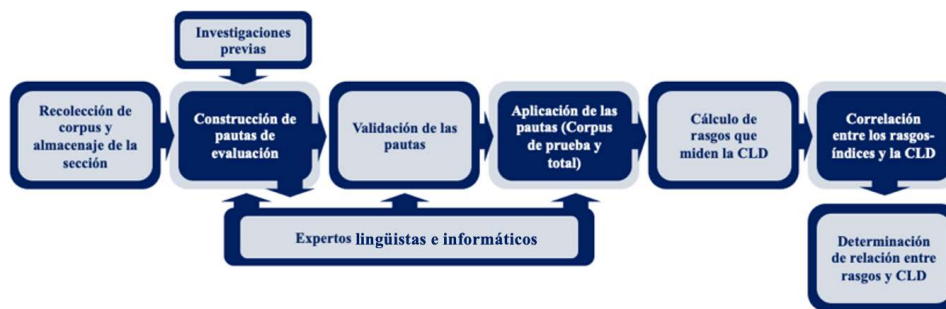 Investigaciones
previas
Recolección de
corpus y
almacenaje de la
sección
Construcción de
pautas de
evaluación
Validación de las
pautas
Aplicación de las
pautas (Corpus
de prueba y
total)
Cálculo de
rasgos que
miden la CLD
Correlación
entre los rasgos-
índices y la CLD
Expertos lingüistas e informáticos
Determinación
de relación entre
rasgos y CLD